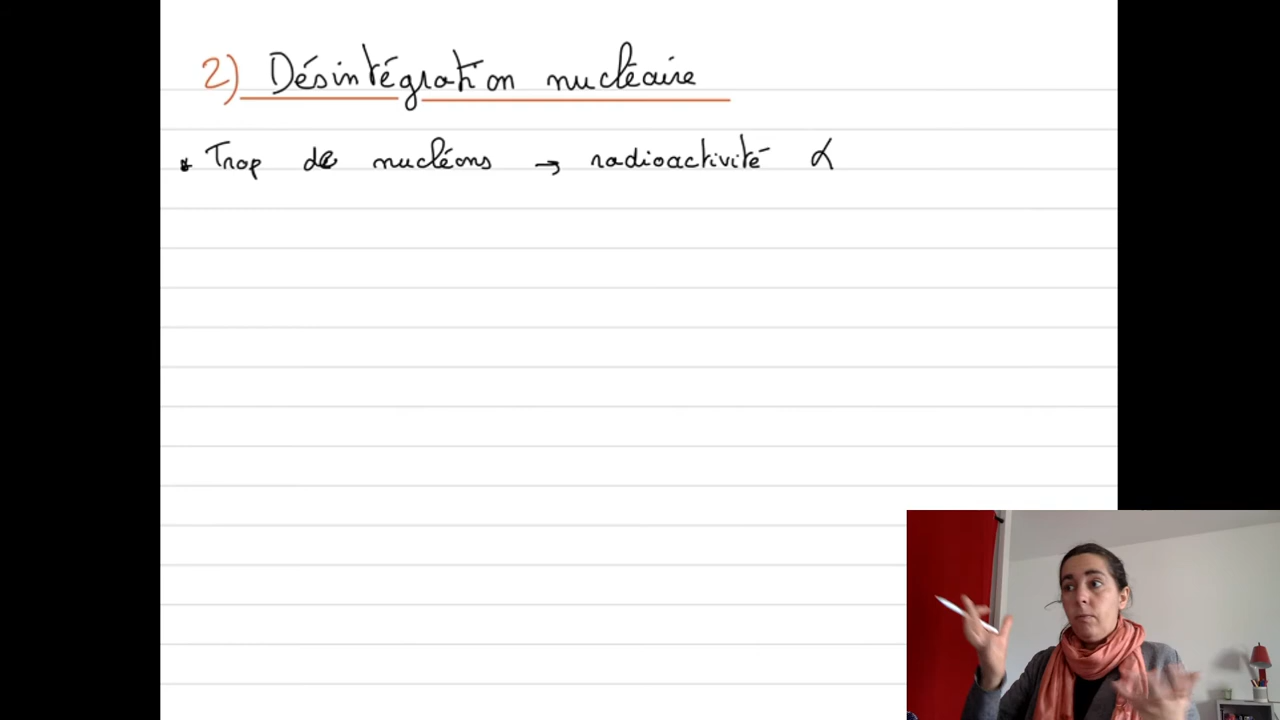 2) Désintégration nucléaire
* Trop de nucléons → radioactivité α